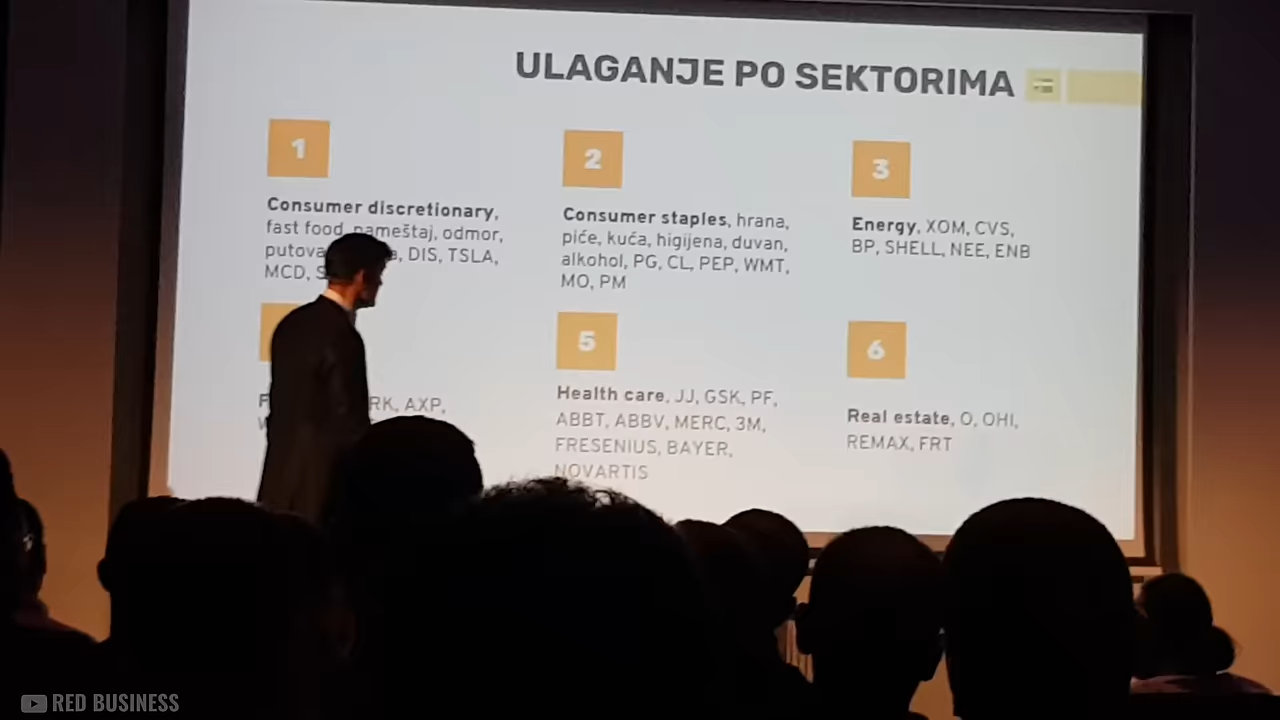 ULAGANJE PO SEKTORIMA
1
Consumer discretionary,
fast food, nameštaj, odmor,
DIS, TSLA,
MCD,
2
Consumer staples, hrana,
piće, kuća, higijena, duvan,
alkohol, PG, CL, PEP, WMT,
MO, PM
3
Energy, XOM, CVS,
BP, SHELL, NEE, ENB
AXP,
5
Health care, JJ, GSK, PF,
ABBT, ABBV, MERC, 3M,
FRESENIUS, BAYER,
NOVARTIS
6
Real estate, O, OHI,
REMAX, FRT
RED BUSINESS